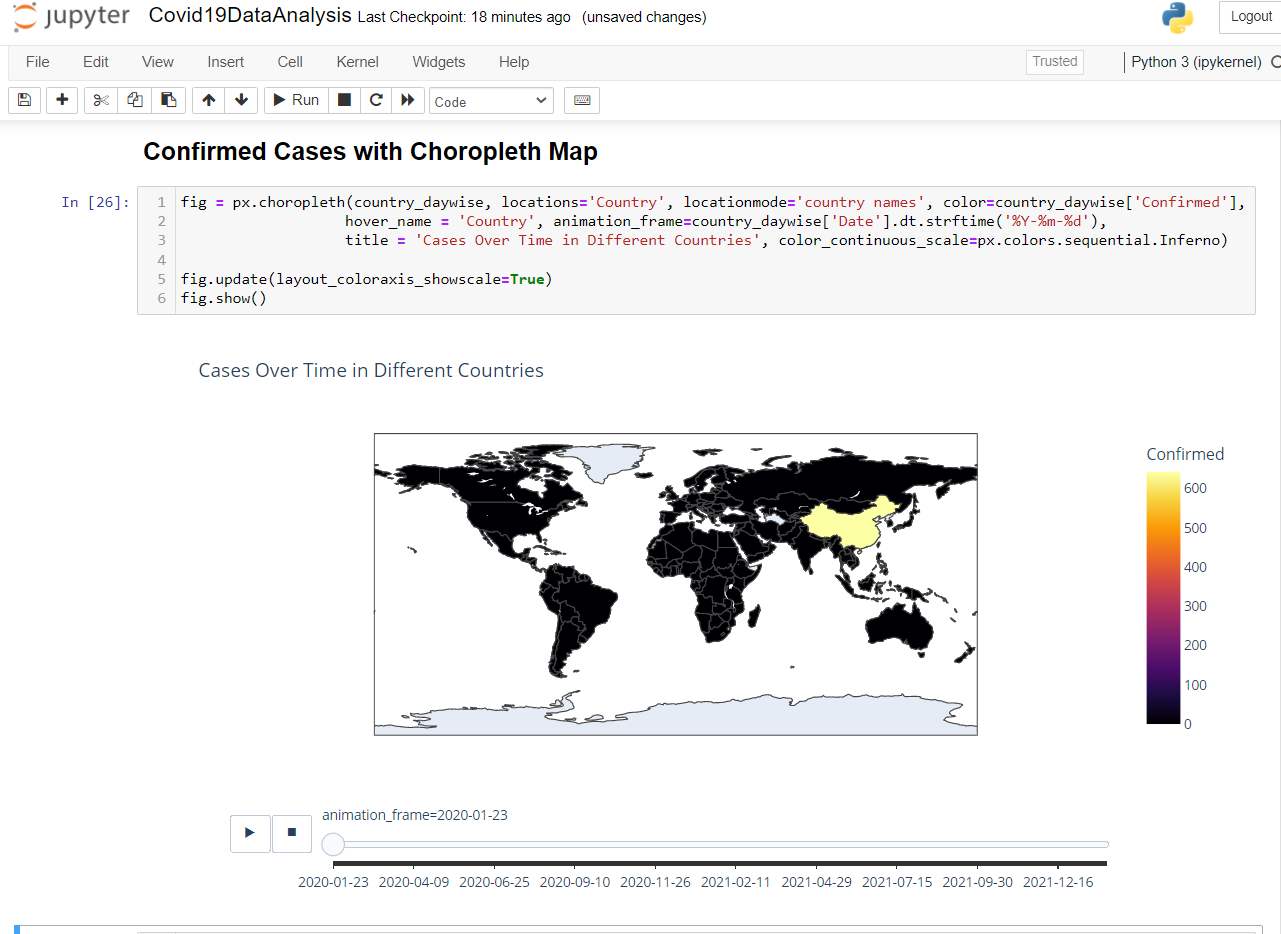 jupyter Covid19DataAnalysis Last Checkpoint: 18 minutes ago (unsaved changes) Logout
File Edit View Insert Cell Kernel Widgets Help Trusted Python 3 (ipykernel)
Run Code
Confirmed Cases with Choropleth Map
In [26]:
1 fig = px.choropleth(country_daywise, locations='Country', locationmode='country names', color=country_daywise['Confirmed'],
2 hover_name = 'Country', animation_frame=country_daywise['Date'].dt.strftime('%Y-%m-%d'),
3 title = 'Cases Over Time in Different Countries', color_continuous_scale=px.colors.sequential.Inferno)
4
5 fig.update(layout_coloraxis_showscale=True)
6 fig.show()
Cases Over Time in Different Countries
Confirmed
600
500
400
300
200
100
0
animation_frame=2020-01-23
2020-01-23 2020-04-09 2020-06-25 2020-09-10 2020-11-26 2021-02-11 2021-04-29 2021-07-15 2021-09-30 2021-12-16